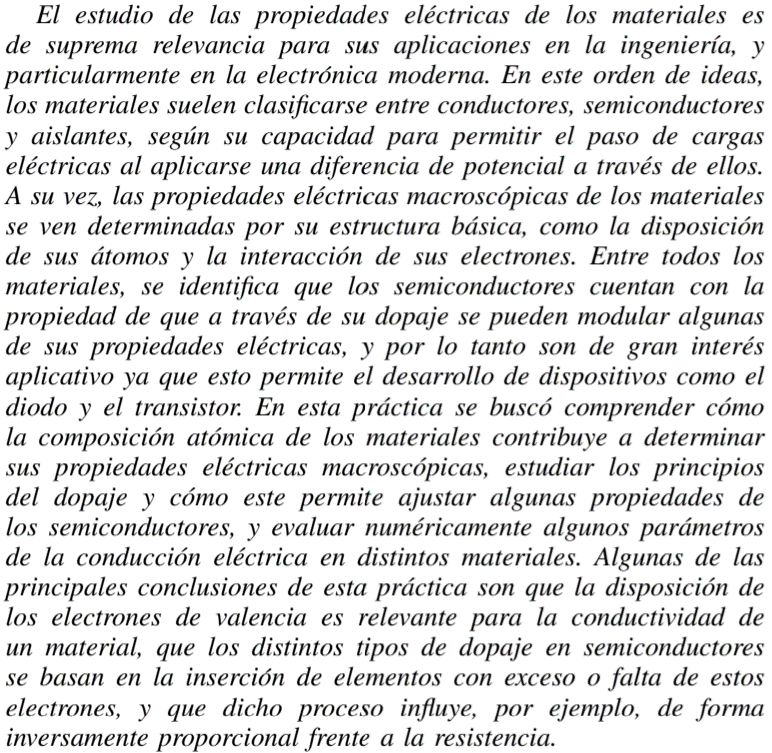 El estudio de las propiedades eléctricas de los materiales es
de suprema relevancia para sus aplicaciones en la ingeniería, y
particularmente en la electrónica moderna. En este orden de ideas,
los materiales suelen clasificarse entre conductores, semiconductores
y aislantes, según su capacidad para permitir el paso de cargas
eléctricas al aplicarse una diferencia de potencial a través de ellos.
A su vez, las propiedades eléctricas macroscópicas de los materiales
se ven determinadas por su estructura básica, como la disposición
de sus átomos y la interacción de sus electrones. Entre todos los
materiales, se identifica que los semiconductores cuentan con la
propiedad de que a través de su dopaje se pueden modular algunas
de sus propiedades eléctricas, y por lo tanto son de gran interés
aplicativo ya que esto permite el desarrollo de dispositivos como el
diodo y el transistor. En esta práctica se buscó comprender cómo
la composición atómica de los materiales contribuye a determinar
sus propiedades eléctricas macroscópicas, estudiar los principios
del dopaje y cómo este permite ajustar algunas propiedades de
los semiconductores, y evaluar numéricamente algunos parámetros
de la conducción eléctrica en distintos materiales. Algunas de las
principales conclusiones de esta práctica son que la disposición de
los electrones de valencia es relevante para la conductividad de
un material, que los distintos tipos de dopaje en semiconductores
se basan en la inserción de elementos con exceso o falta de estos
electrones, y que dicho proceso influye, por ejemplo, de forma
inversamente proporcional frente a la resistencia.